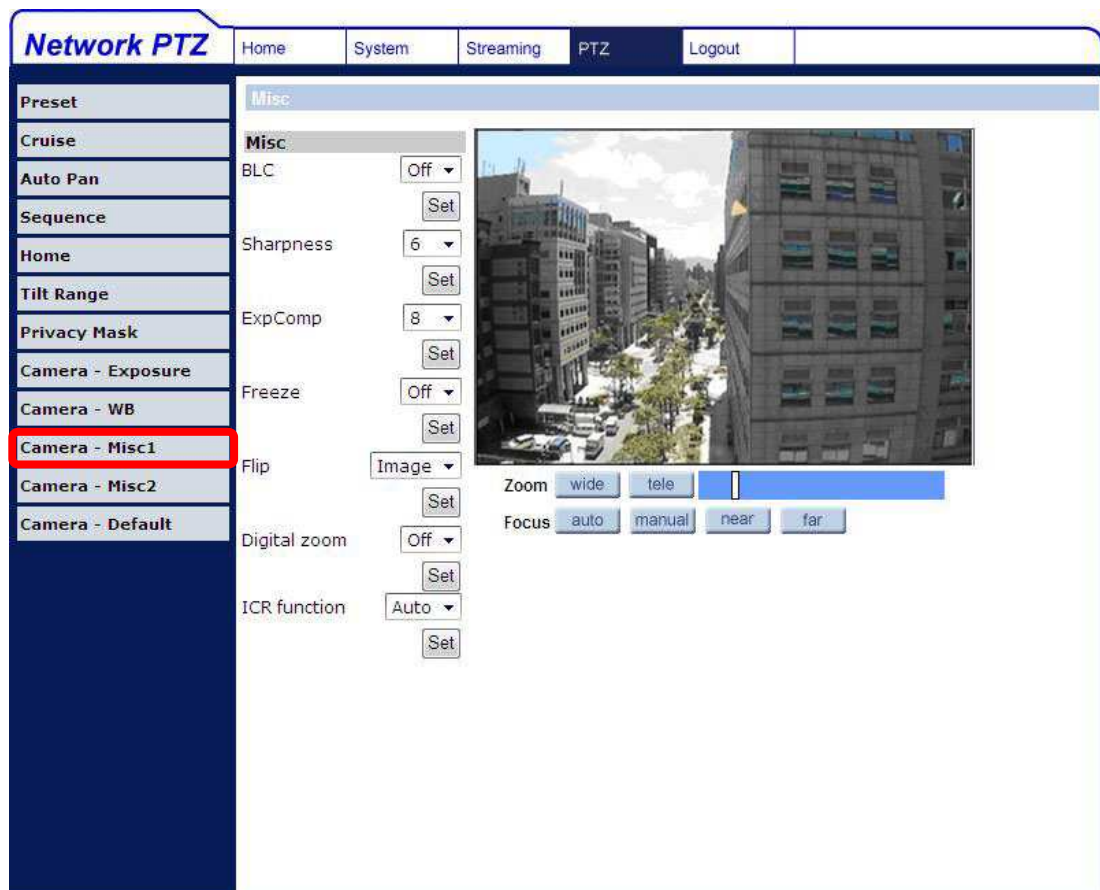 Network PTZ
Home System Streaming PTZ Logout
Preset
Cruise
Auto Pan
Sequence
Home
Tilt Range
Privacy Mask
Camera - Exposure
Camera - WB
Camera - Misc1
Camera - Misc2
Camera - Default
Misc
Misc
BLC Off
Set
Sharpness 6
Set
ExpComp 8
Set
Freeze Off
Set
Flip Image
Set
Digital zoom Off
Set
ICR function Auto
Set
Zoom wide tele
Focus auto manual near far